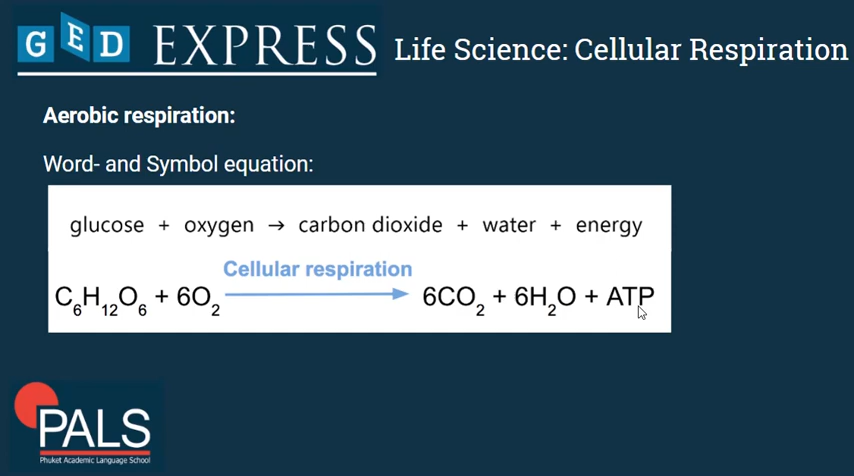 GED EXPRESS Life Science: Cellular Respiration
Aerobic respiration:
Word- and Symbol equation:
glucose + oxygen → carbon dioxide + water + energy
Cellular respiration
C₆H₁₂O₆ + 6O₂ → 6CO₂ + 6H₂O + ATP
PALS
Phuket Academic Language School